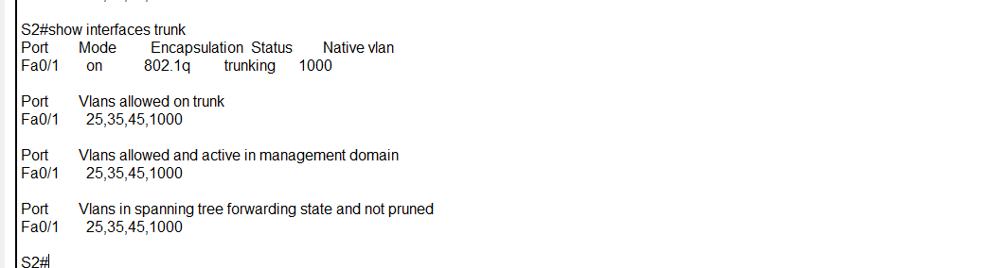 S2#show interfaces trunk
Port Mode Encapsulation Status Native vlan
Fa0/1 on 802.1q trunking 1000
Port Vlans allowed on trunk
Fa0/1 25,35,45,1000
Port Vlans allowed and active in management domain
Fa0/1 25,35,45,1000
Port Vlans in spanning tree forwarding state and not pruned
Fa0/1 25,35,45,1000
S2#